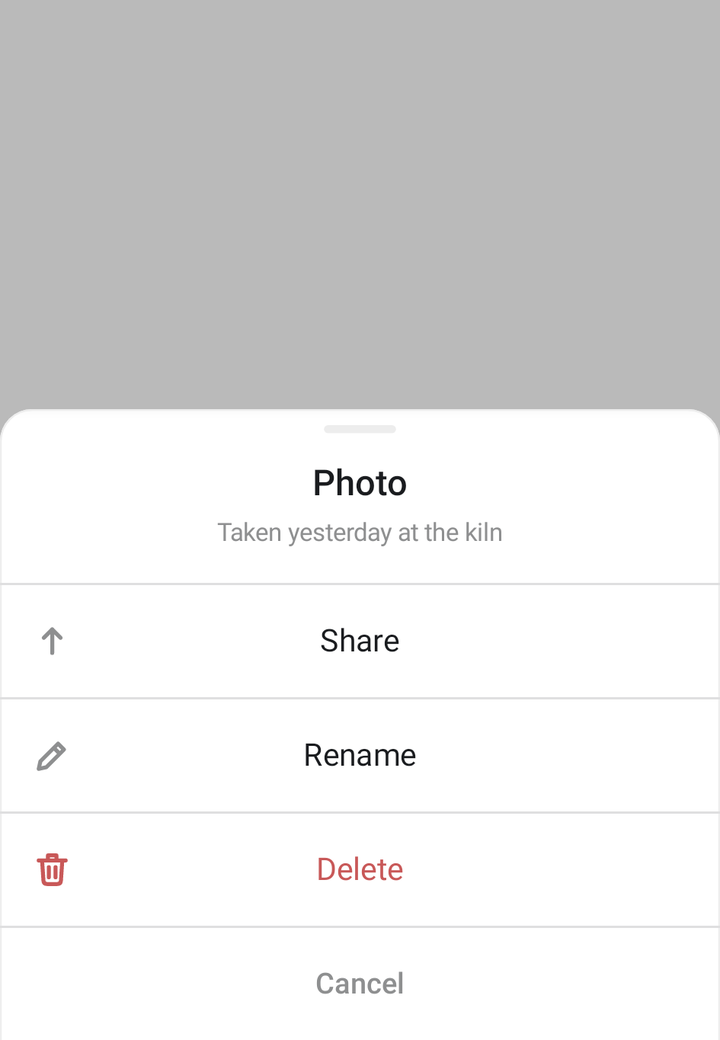 Photo
Taken yesterday at the kiln
Share
Rename
Delete
Cancel